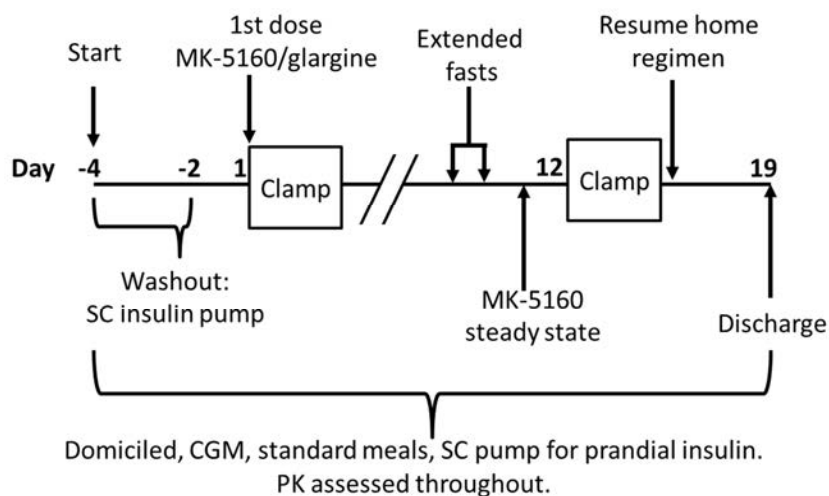 Start
1st dose
MK-5160/glargine
Extended
fasts
Resume home
regimen
Day -4 -2 1 12 19
Clamp
Clamp
Washout:
SC insulin pump
MK-5160
steady state
Discharge
Domiciled, CGM, standard meals, SC pump for prandial insulin.
PK assessed throughout.